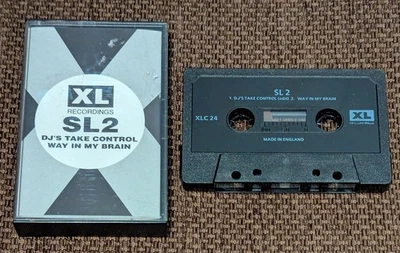 XL
RECORDINGS
SL2
DJ'S TAKE CONTROL
WAY IN MY BRAIN
SL 2
1. DJ'S TAKE CONTROL 2. WAY IN MY BRAIN
XLC 24
XL
MADE IN ENGLAND